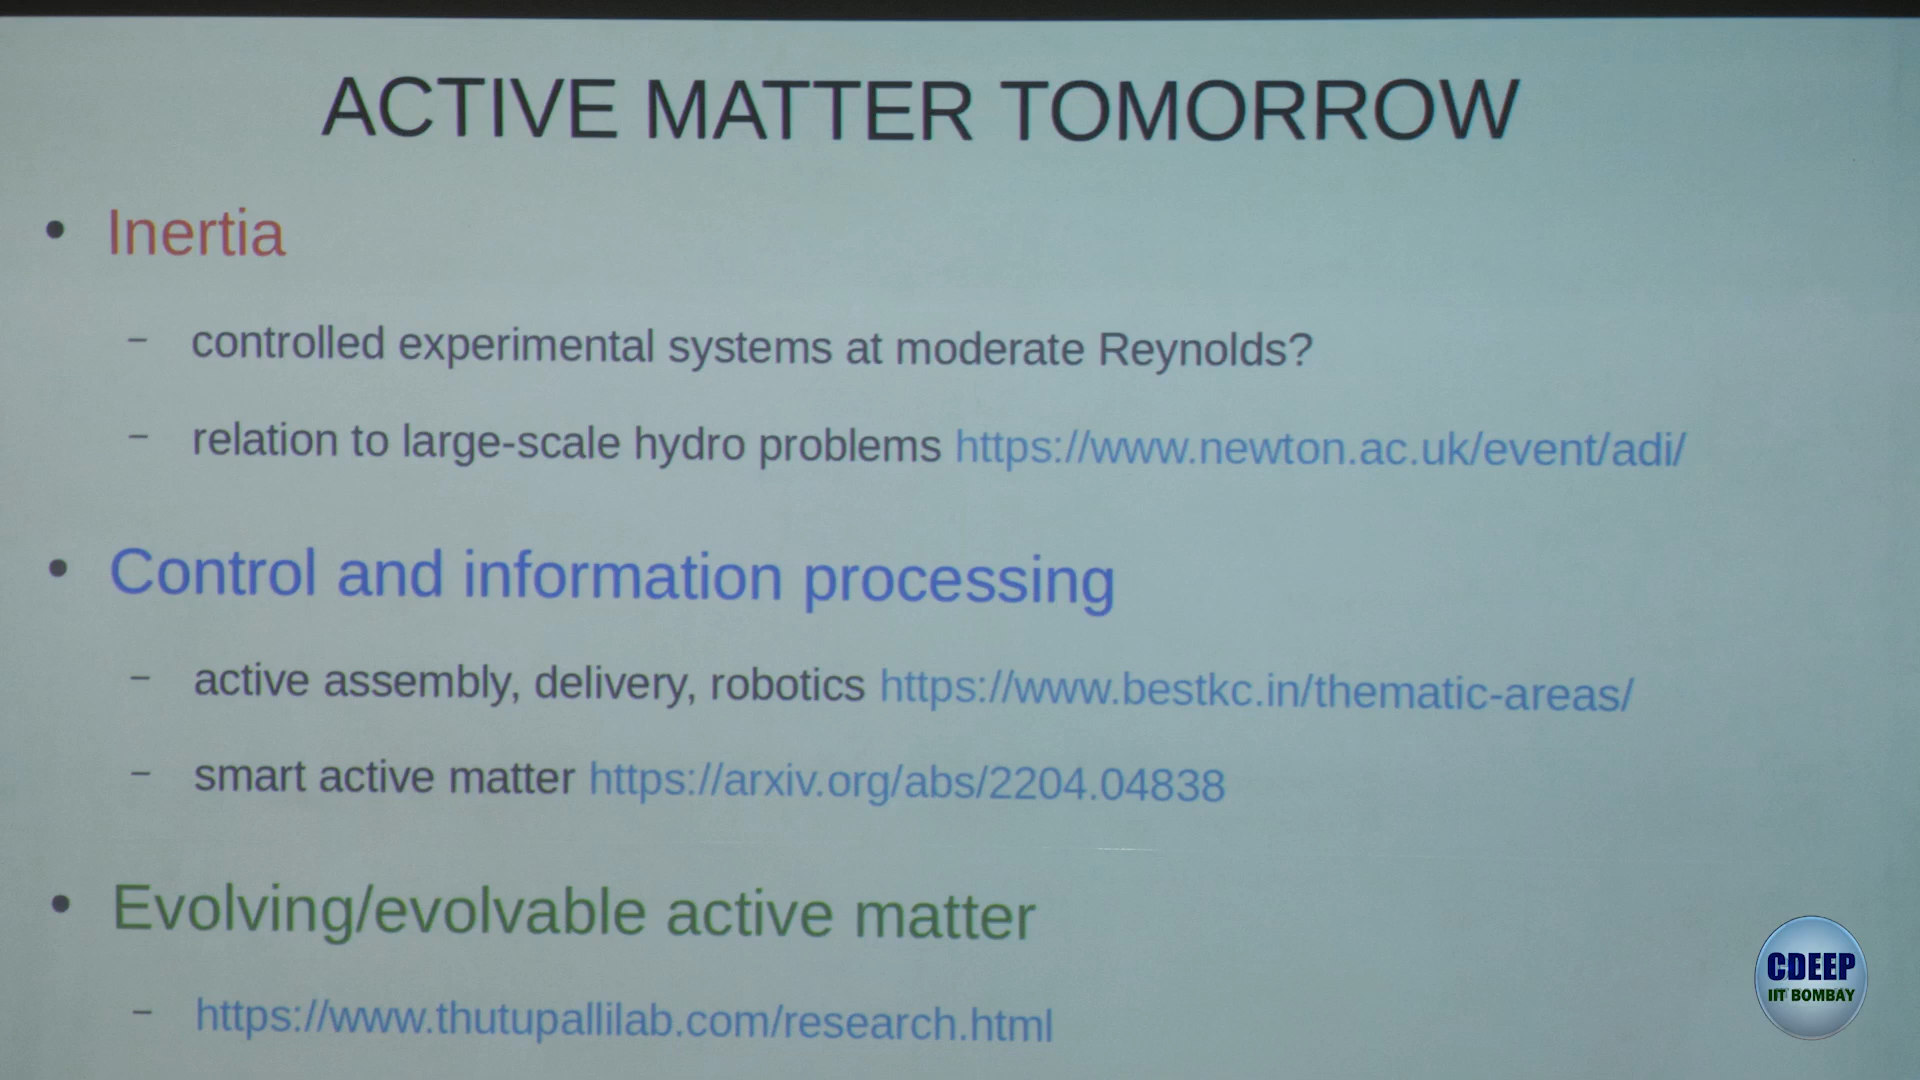 ACTIVE MATTER TOMORROW
• Inertia
– controlled experimental systems at moderate Reynolds?
– relation to large-scale hydro problems https://www.newton.ac.uk/event/adi/
• Control and information processing
– active assembly, delivery, robotics https://www.bestkc.in/thematic-areas/
– smart active matter https://arxiv.org/abs/2204.04838
• Evolving/evolvable active matter
– https://www.thutupallilab.com/research.html
CDEEP
IIT BOMBAY